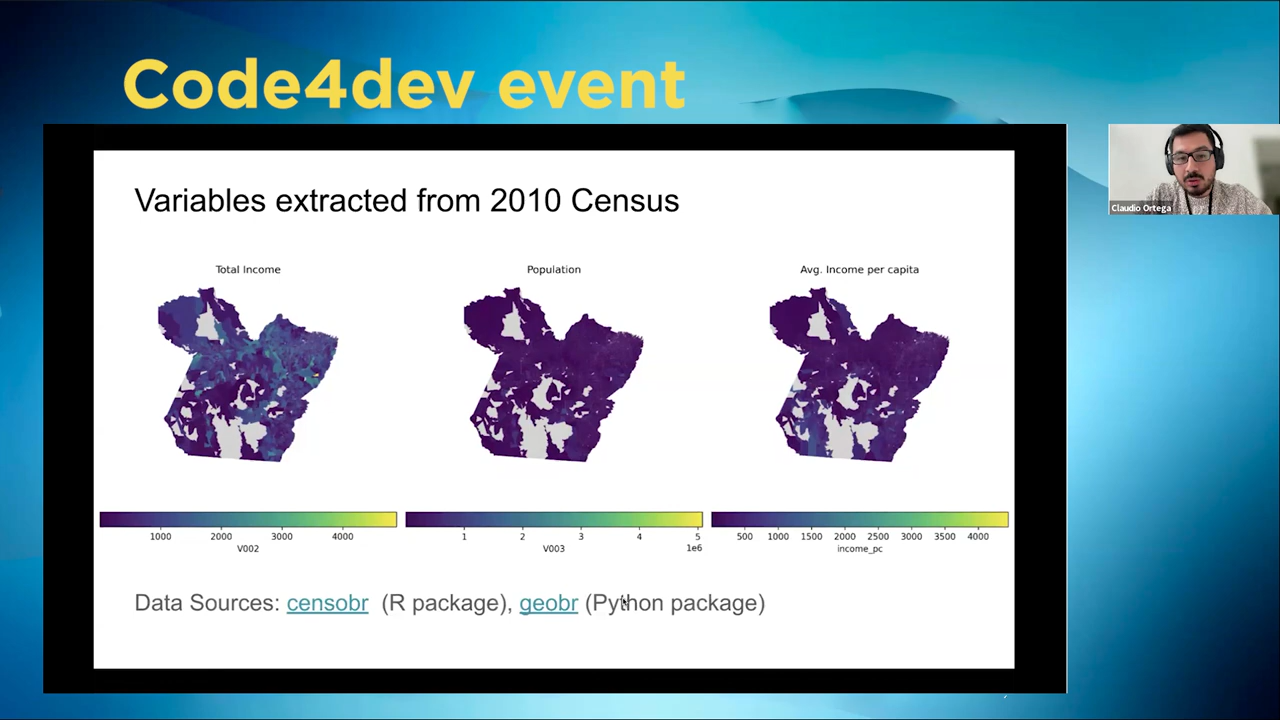 Code4dev event
Claudio Ortega
Variables extracted from 2010 Census
Total Income
Population
Avg. Income per capita
1000 2000 3000 4000
V002
1 2 3 4 5
V003 1e6
500 1000 1500 2000 2500 3000 3500 4000
income_pc
Data Sources: censobr (R package), geobr (Python package)